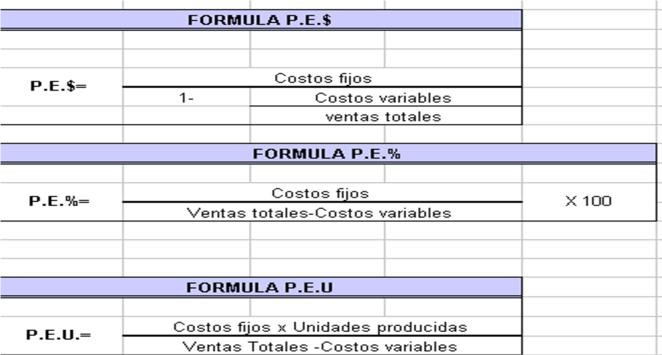 FORMULA P.E.$
Costos fijos
P.E.$=
1- Costos variables
ventas totales
FORMULA P.E.%
Costos fijos
P.E.%= X 100
Ventas totales-Costos variables
FORMULA P.E.U
Costos fijos x Unidades producidas
P.E.U.=
Ventas Totales -Costos variables